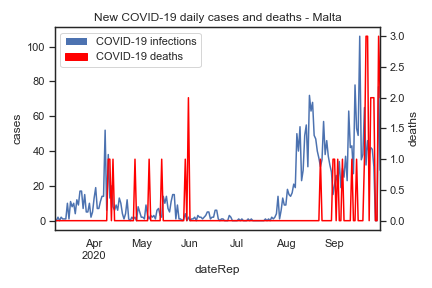 New COVID-19 daily cases and deaths - Malta
COVID-19 infections
COVID-19 deaths
cases
100
80
60
40
20
0
deaths
3.0
2.5
2.0
1.5
1.0
0.5
0.0
Apr May Jun Jul Aug Sep
2020
dateRep